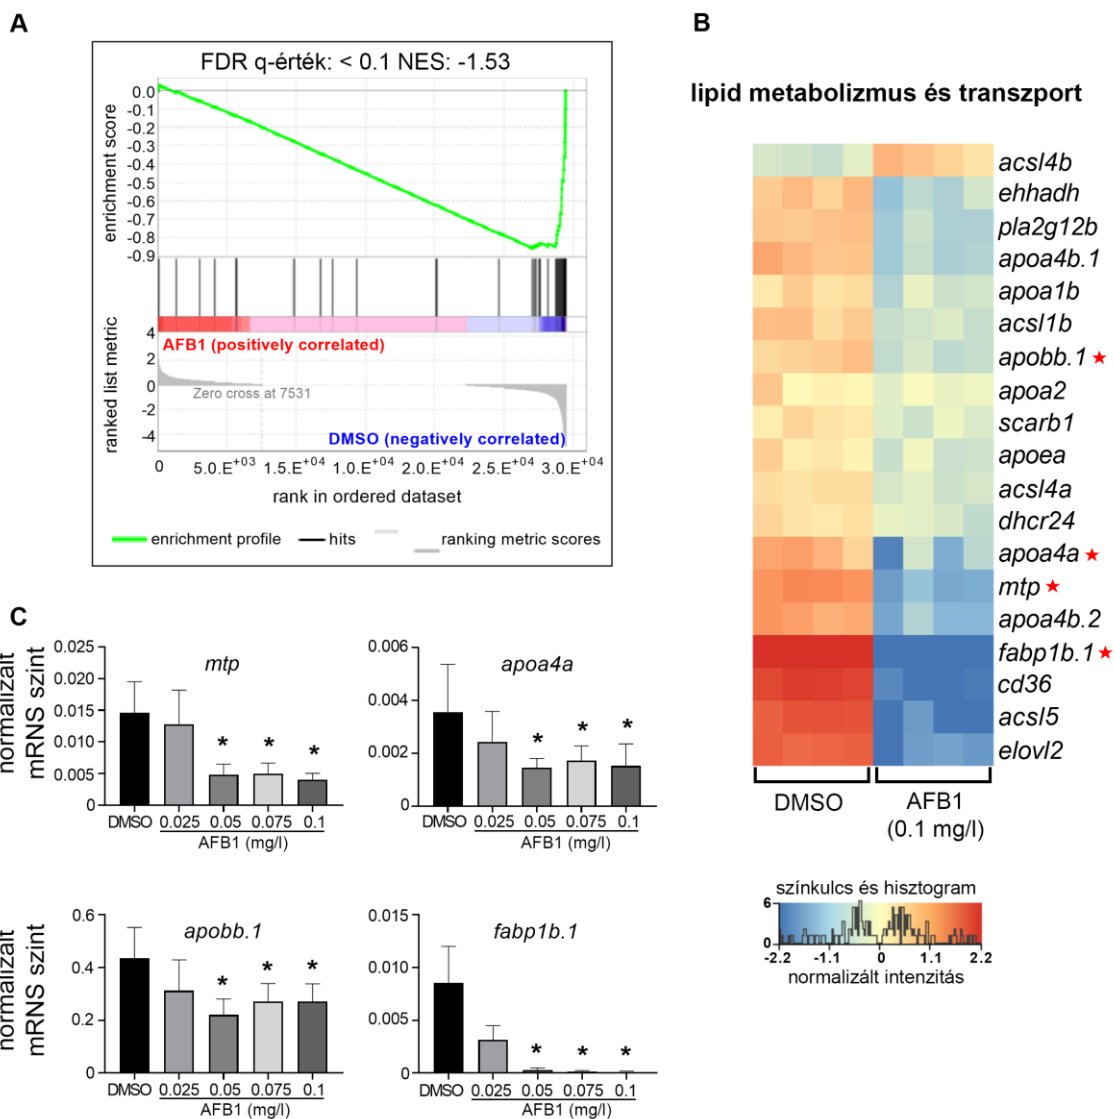 A
FDR q-érték: < 0.1 NES: -1.53
enrichment score
0.0
-0.1
-0.2
-0.3
-0.4
-0.5
-0.6
-0.7
-0.8
-0.9
ranked list metric
4
2
0
-2
-4
AFB1 (positively correlated)
Zero cross at 7531
DMSO (negatively correlated)
0 5.0.E+03 1.5.E+04 1.0.E+04 2.5.E+04 3.0.E+04
rank in ordered dataset
enrichment profile hits ranking metric scores
B
lipid metabolizmus és transzport
acsl4b
ehhadh
pla2g12b
apoa4b.1
apoa1b
acsl1b
apobb.1 ★
apoa2
scarb1
apoea
acsl4a
dhcr24
apoa4a ★
mtp ★
apoa4b.2
fabp1b.1 ★
cd36
acsl5
elovl2
DMSO AFB1
(0.1 mg/l)
színkulcs és hisztogram
6
0
-2.2 -1.1 0 1.1 2.2
normalizált intenzitás
C
normalizált
mRNS szint
mtp
0.025
0.020
0.015
0.010
0.005
0
* * *
DMSO 0.025 0.05 0.075 0.1
AFB1 (mg/l)
apoa4a
0.006
0.004
0.002
0
* * *
DMSO 0.025 0.05 0.075 0.1
AFB1 (mg/l)
normalizált
mRNS szint
apobb.1
0.6
0.4
0.2
0
* * *
DMSO 0.025 0.05 0.075 0.1
AFB1 (mg/l)
fabp1b.1
0.015
0.010
0.005
0
* * *
DMSO 0.025 0.05 0.075 0.1
AFB1 (mg/l)